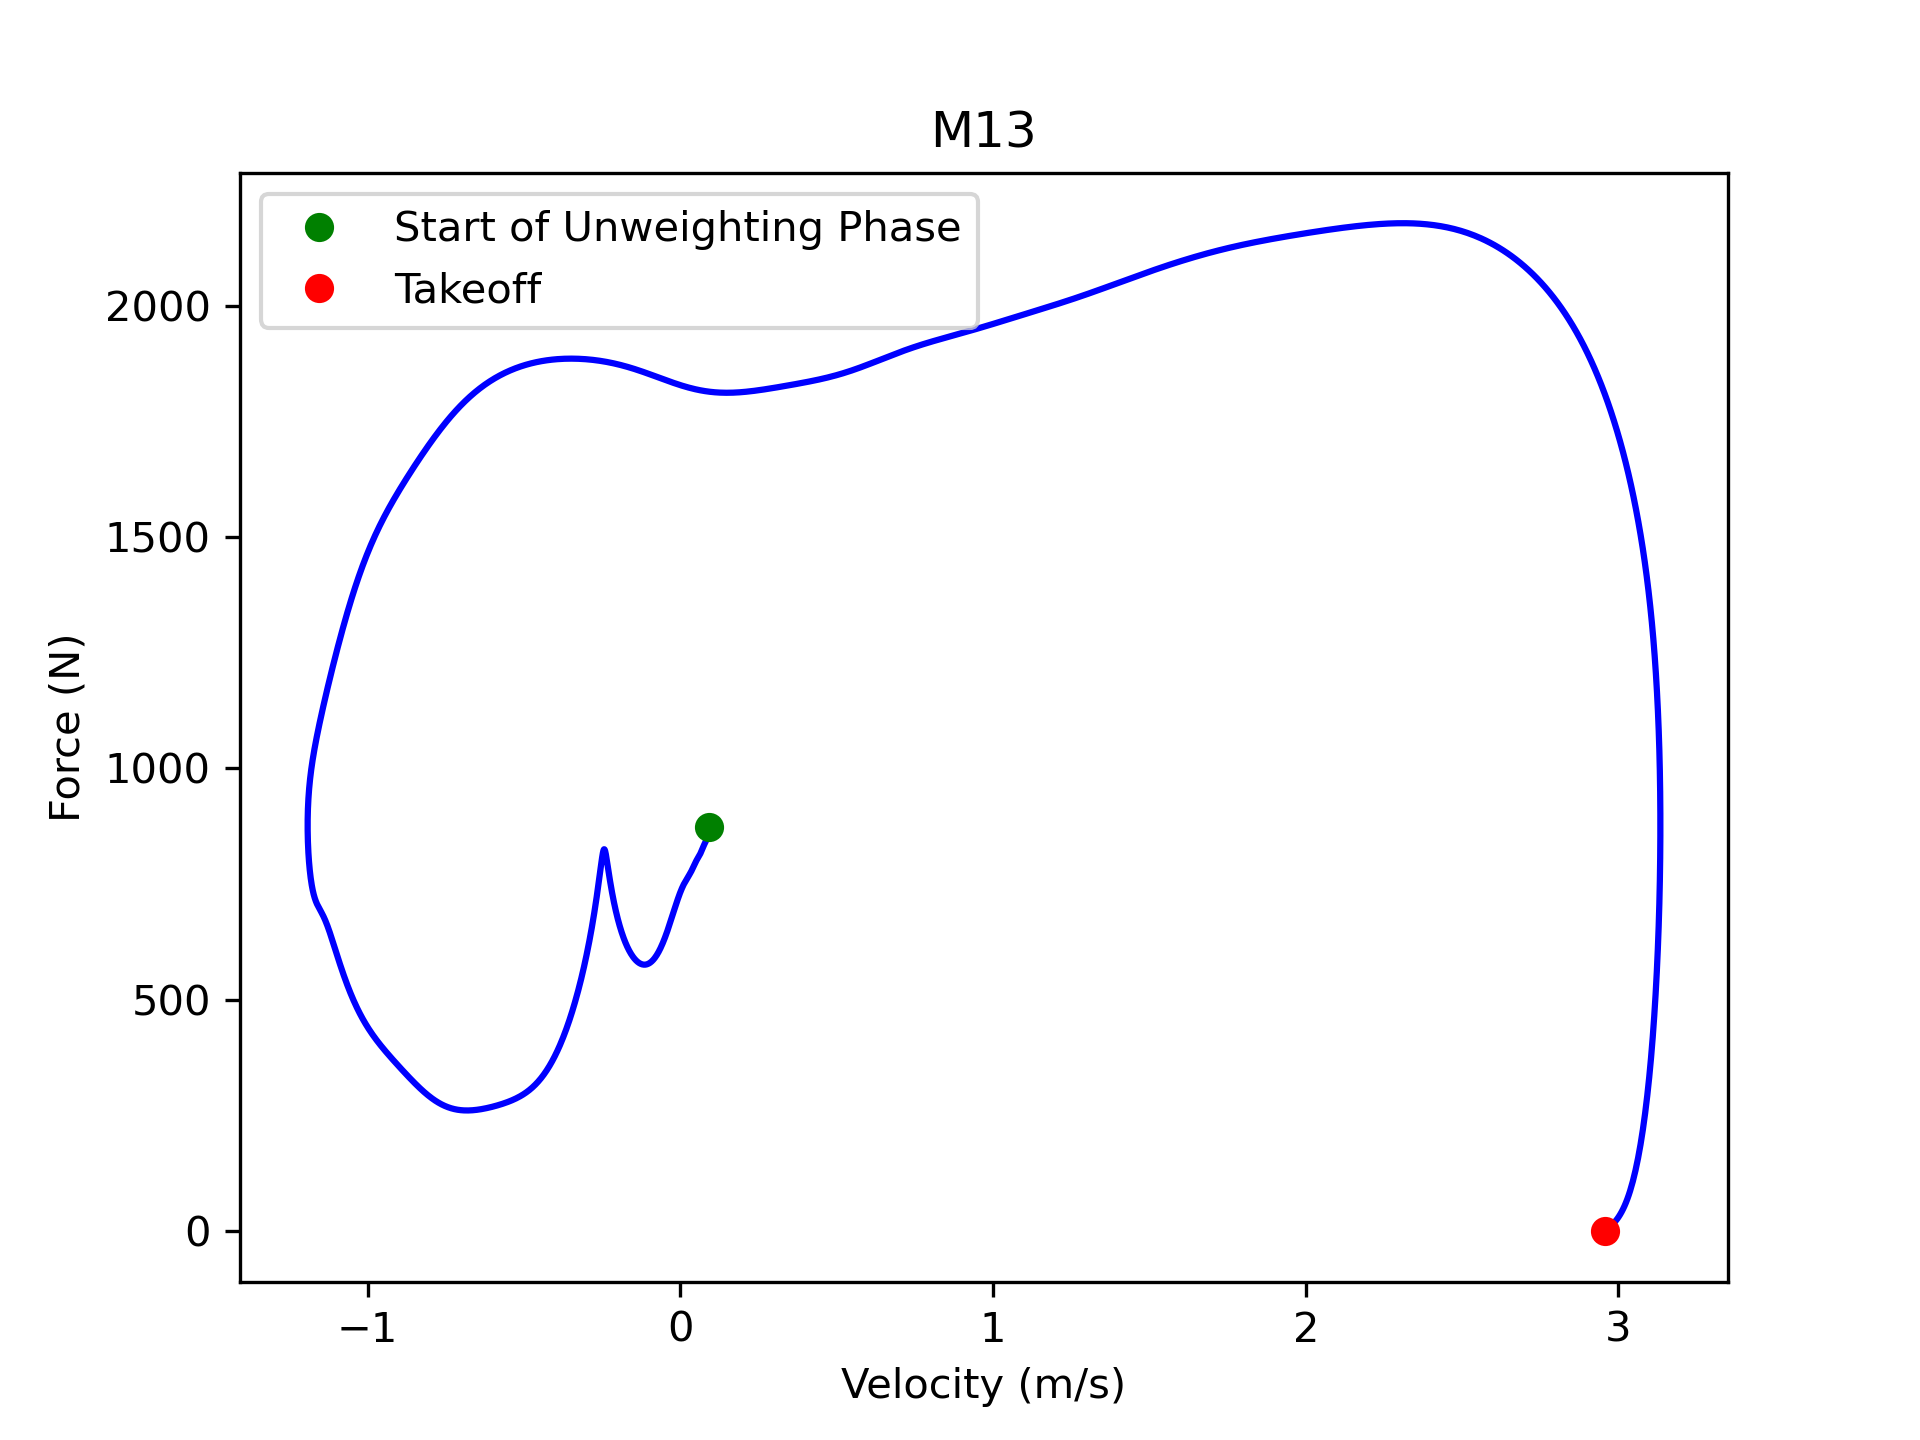 M13
Start of Unweighting Phase
Takeoff
2000
1500
1000
500
0
Force (N)
−1 0 1 2 3
Velocity (m/s)